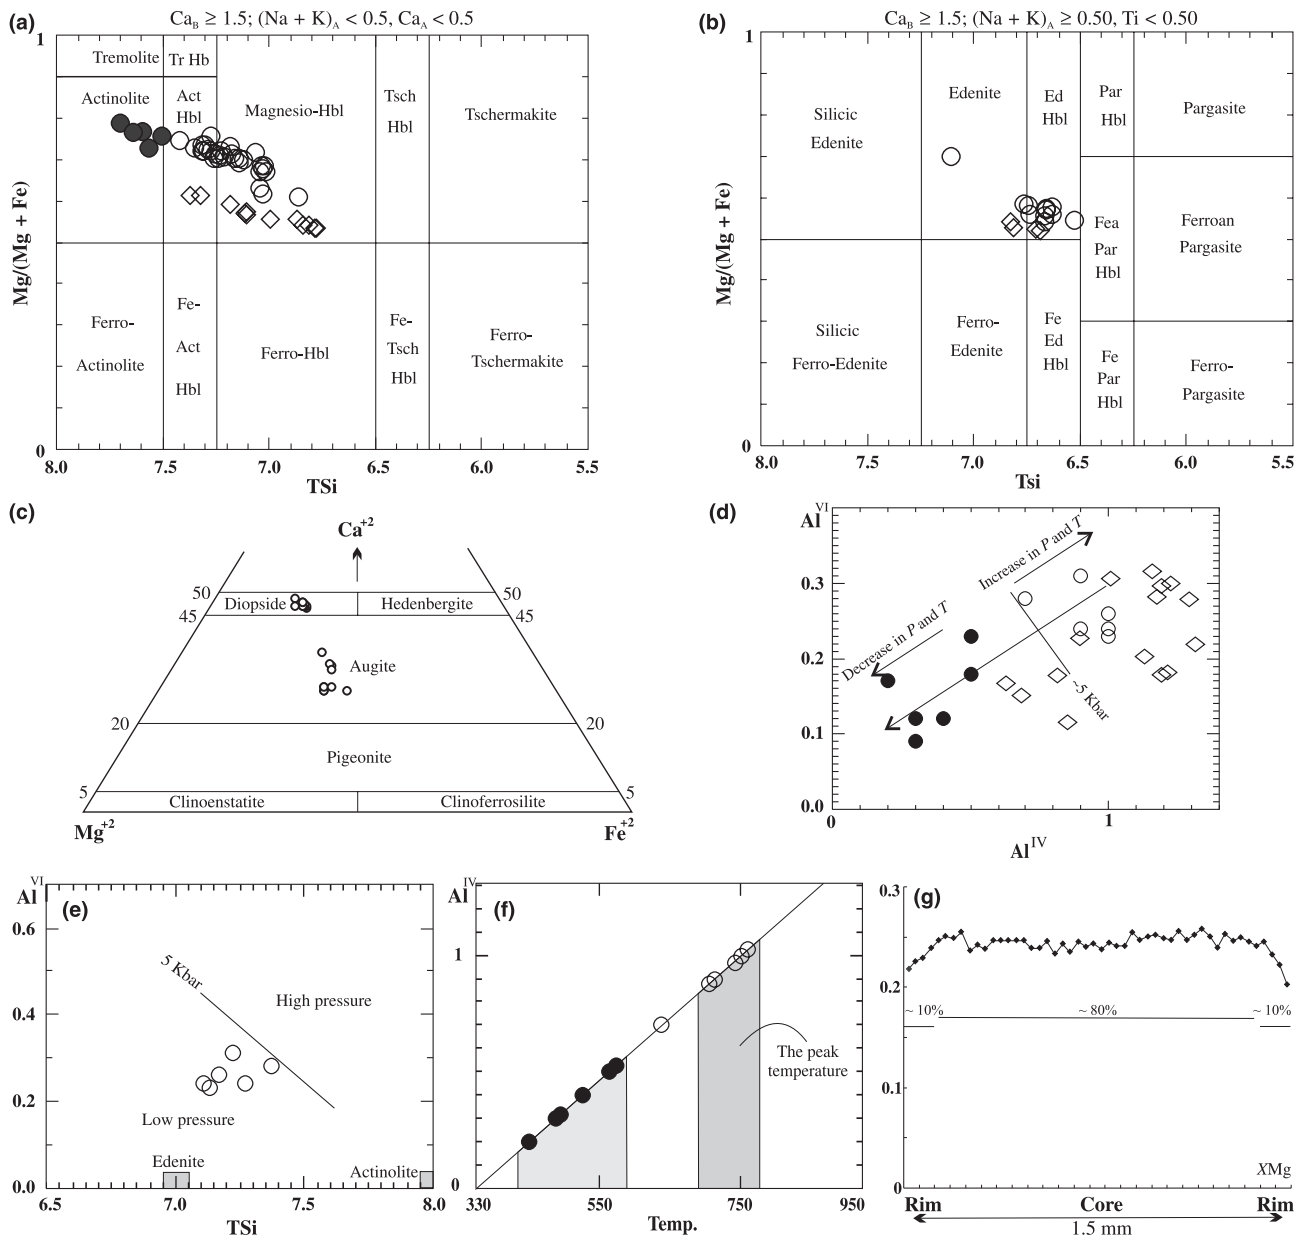 (a)
Ca_B ≥ 1.5; (Na + K)_A < 0.5, Ca_A < 0.5
1
Tremolite
Tr Hb
Actinolite
Act
Hbl
Magnesio-Hbl
Tsch
Hbl
Tschermakite
Mg/(Mg + Fe)
Ferro-
Actinolite
Fe-
Act
Hbl
Ferro-Hbl
Fe-
Tsch
Hbl
Ferro-
Tschermakite
0
8.0 7.5 7.0 6.5 6.0 5.5
TSi
(b)
Ca_B ≥ 1.5; (Na + K)_A ≥ 0.50, Ti < 0.50
1
Silicic
Edenite
Edenite
Ed
Hbl
Par
Hbl
Pargasite
Mg/(Mg + Fe)
Fea
Par
Hbl
Ferroan
Pargasite
Silicic
Ferro-Edenite
Ferro-
Edenite
Fe
Ed
Hbl
Fe
Par
Hbl
Ferro-
Pargasite
0
8.0 7.5 7.0 6.5 6.0 5.5
Tsi
(c)
Ca+2
50 50
Diopside Hedenbergite
45 45
Augite
20 20
Pigeonite
5 5
Clinoenstatite Clinoferrosilite
Mg+2 Fe+2
(d)
Al VI
Increase in P and T
Decrease in P and T
~5 Kbar
0.3
0.2
0.1
0.0
0 1
Al IV
(e)
Al VI
0.6
0.4
0.2
0.0
5 Kbar
High pressure
Low pressure
Edenite
Actinolite
6.5 7.0 7.5 8.0
TSi
(f)
Al IV
1
0
The peak
temperature
330 550 750 950
Temp.
(g)
0.3
0.2
0.1
0
~ 10% ~ 80% ~ 10%
XMg
Rim Core Rim
1.5 mm